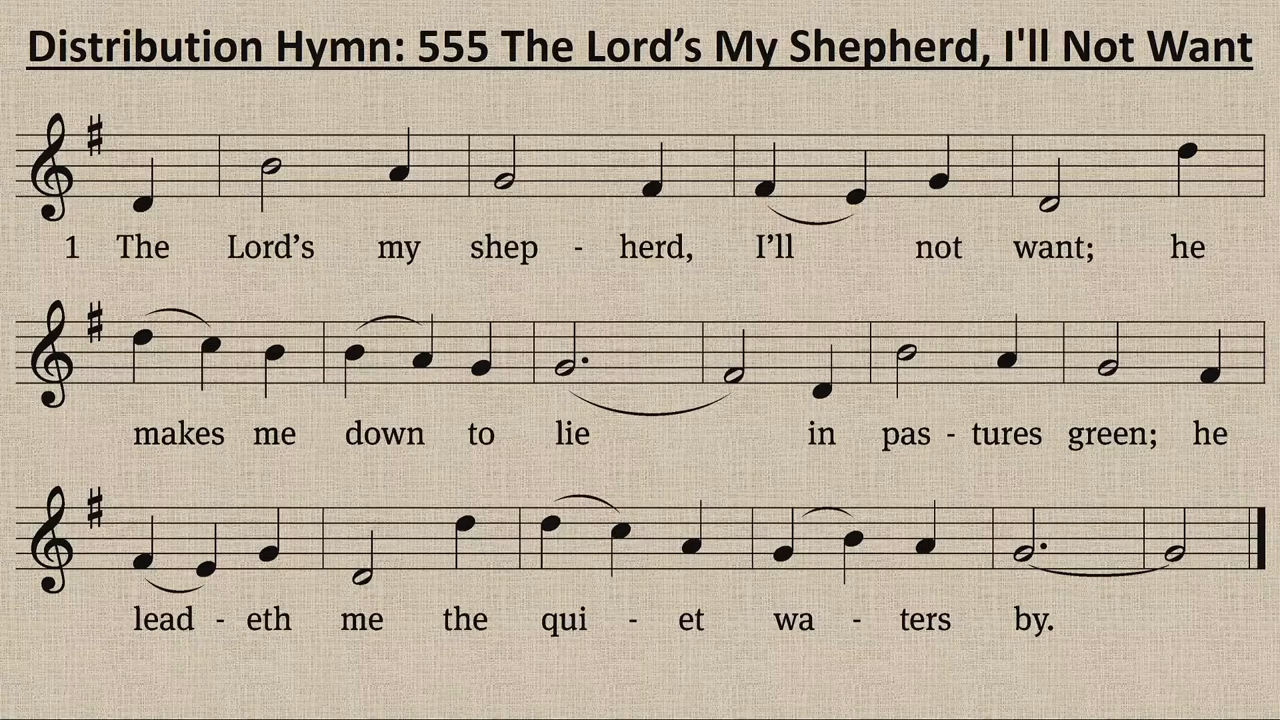 Distribution Hymn: 555 The Lord’s My Shepherd, I'll Not Want
1 The Lord’s my shep - herd, I’ll not want; he
makes me down to lie in pas - tures green; he
lead - eth me the qui - et wa - ters by.